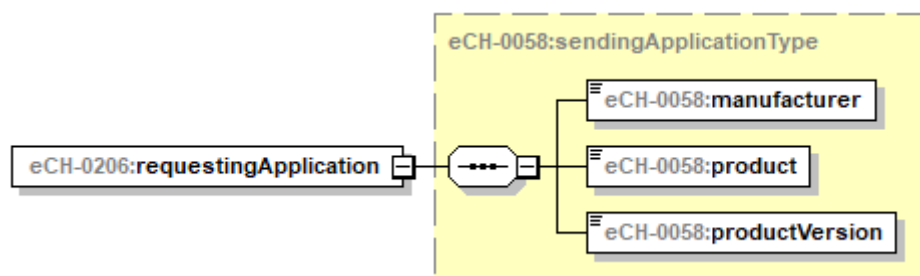 eCH-0058:sendingApplicationType
eCH-0058:manufacturer
eCH-0206:requestingApplication
eCH-0058:product
eCH-0058:productVersion